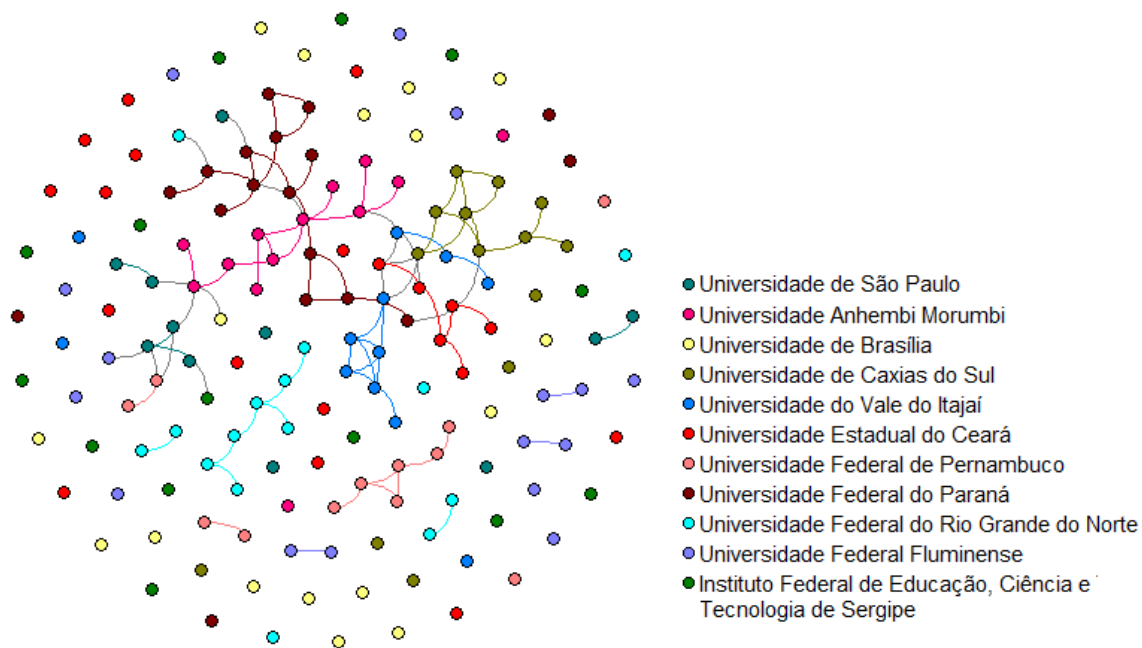 Universidade de São Paulo
Universidade Anhembi Morumbi
Universidade de Brasília
Universidade de Caxias do Sul
Universidade do Vale do Itajaí
Universidade Estadual do Ceará
Universidade Federal de Pernambuco
Universidade Federal do Paraná
Universidade Federal do Rio Grande do Norte
Universidade Federal Fluminense
Instituto Federal de Educação, Ciência e
Tecnologia de Sergipe